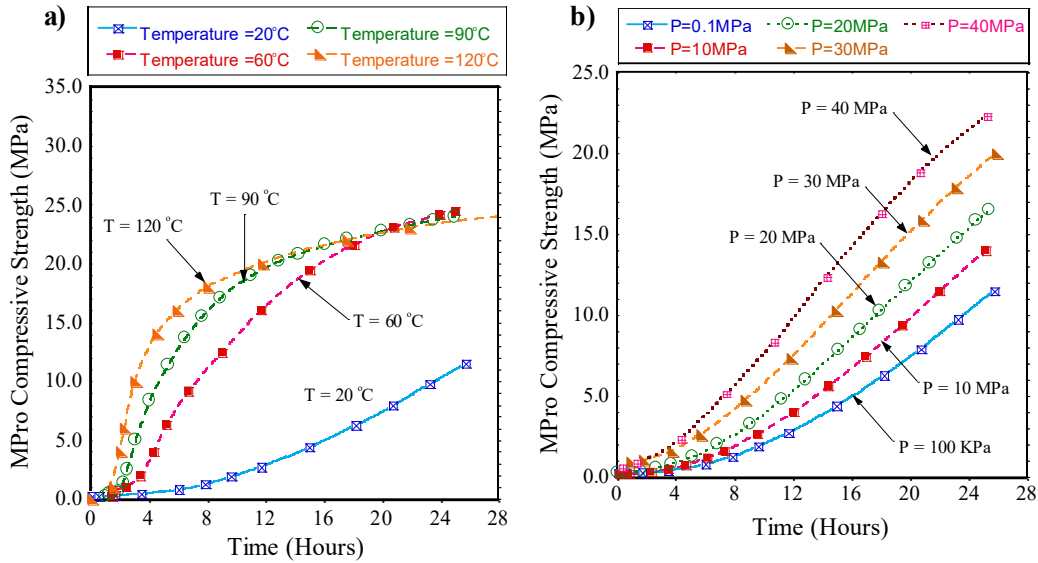 a)
Temperature =20°C
Temperature =90°C
Temperature =60°C
Temperature =120°C
35.0
30.0
25.0
20.0
15.0
10.0
5.0
0.0
MPro Compressive Strength (MPa)
T = 120 °C
T = 90 °C
T = 60 °C
T = 20 °C
0
4
8
12
16
20
24
28
Time (Hours)
b)
P=0.1MPa
P=20MPa
P=40MPa
P=10MPa
P=30MPa
20.0
15.0
10.0
5.0
0.0
MPro Compressive Strength (MPa)
P = 40 MPa
P = 30 MPa
P = 20 MPa
P = 10 MPa
P = 100 KPa
0
4
8
12
16
20
24
28
Time (Hours)